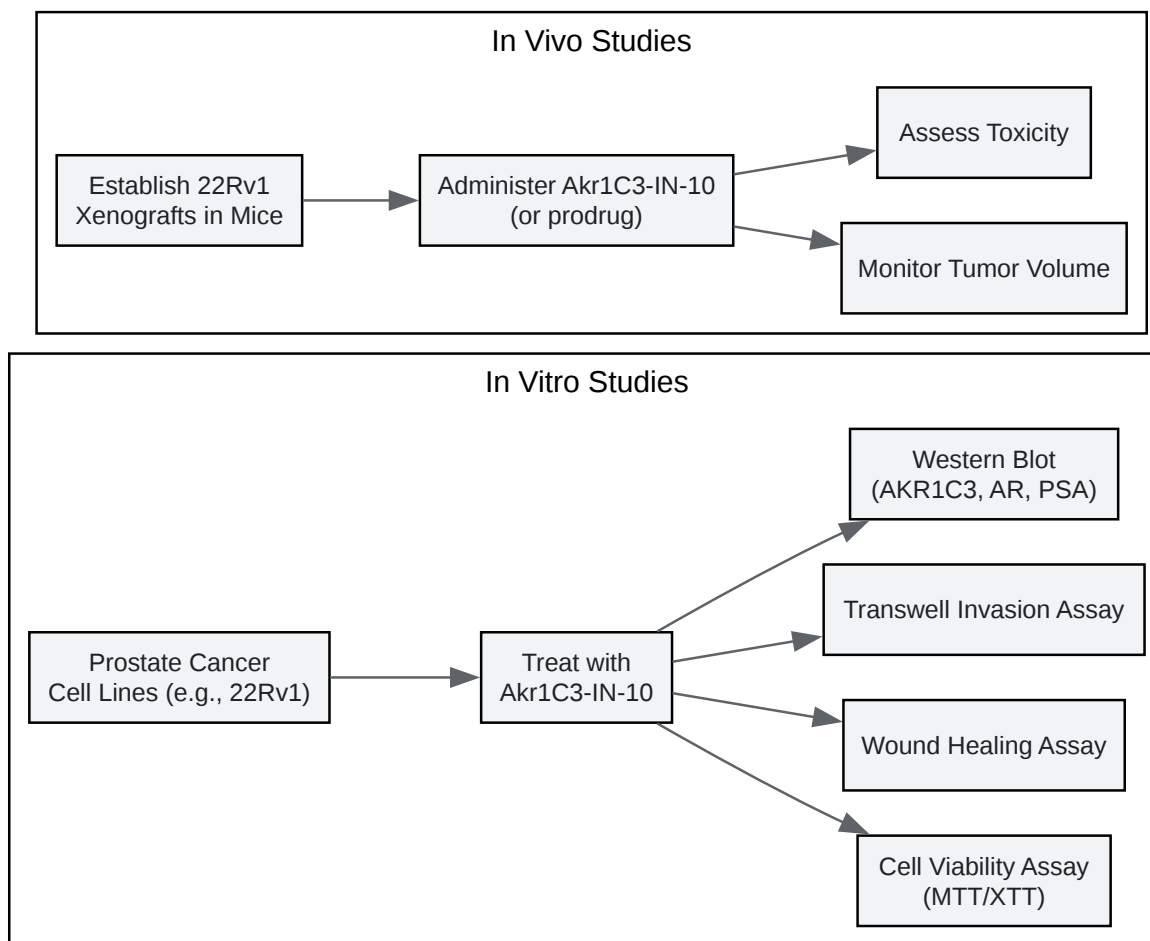 In Vivo Studies
Assess Toxicity
Establish 22Rv1
Xenografts in Mice
Administer Akr1C3-IN-10
(or prodrug)
Monitor Tumor Volume
In Vitro Studies
Western Blot
(AKR1C3, AR, PSA)
Transwell Invasion Assay
Prostate Cancer
Cell Lines (e.g., 22Rv1)
Treat with
Akr1C3-IN-10
Wound Healing Assay
Cell Viability Assay
(MTT/XTT)